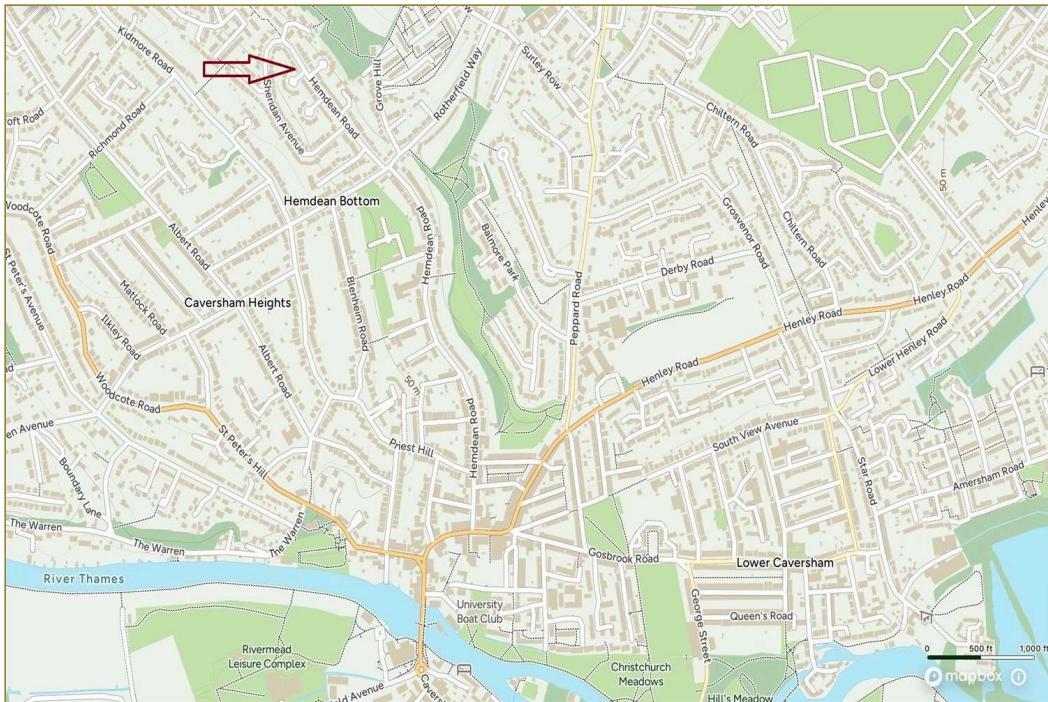 Kidmore Road
Surley Row
Grove Hill
Rotherfield Way
Hemdean Road
Sheridan Avenue
Chiltern Road
Richmond Road
50 m
Hemdean Bottom
Woodcote Road
Albert Road
Hemdean Road
Balmore Park
Grosvenor Road
Chiltern Road
Henley
St Peter's Avenue
Derby Road
Matlock Road
Blenheim Road
Caversham Heights
Peppard Road
Henley Road
Henley Road
Ilkley Road
Albert Road
Lower Henley Road
50 m
Henley Road
Woodcote Road
Hemdean Road
South View Avenue
St Peter's Hill
Priest Hill
Boundary Lane
Star Road
Amersham Road
The Warren
The Warren
The Warren
Gosbrook Road
Lower Caversham
River Thames
University
Boat Club
George Street
Queen's Road
Rivermead
Leisure Complex
Christchurch
Meadows
Hill's Meadow
0 500 ft 1,000 ft
mapbox